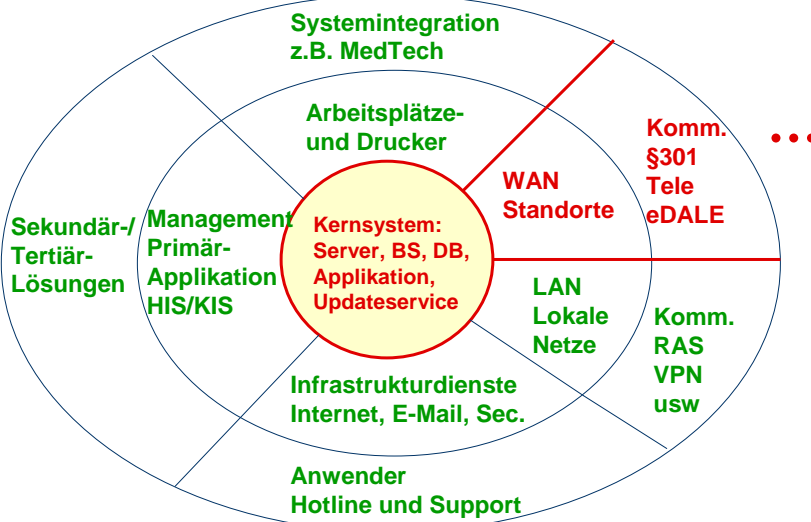 Systemintegration
z.B. MedTech
Arbeitsplätze-
und Drucker
Komm.
§301
Tele
eDALE
...
WAN
Standorte
Sekundär-/
Tertiär-
Lösungen
Management
Primär-
Applikation
HIS/KIS
Kernsystem:
Server, BS, DB,
Applikation,
Updateservice
LAN
Lokale
Netze
Komm.
RAS
VPN
usw
Infrastrukturdienste
Internet, E-Mail, Sec.
Anwender
Hotline und Support